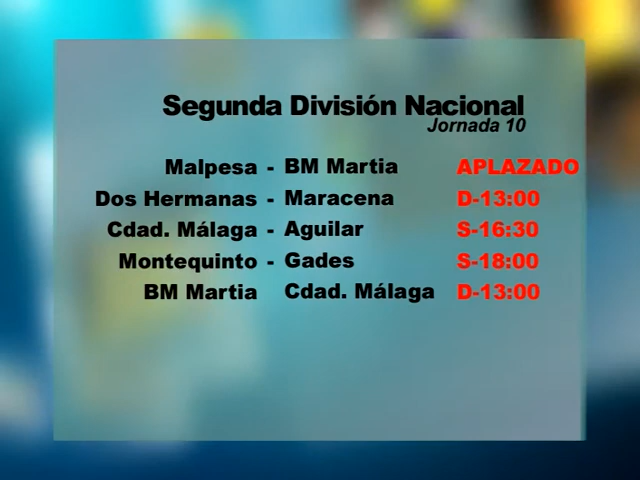 Segunda División Nacional
Jornada 10
Malpesa - BM Martia APLAZADO
Dos Hermanas - Maracena D-13:00
Cdad. Málaga - Aguilar S-16:30
Montequinto - Gades S-18:00
BM Martia Cdad. Málaga D-13:00